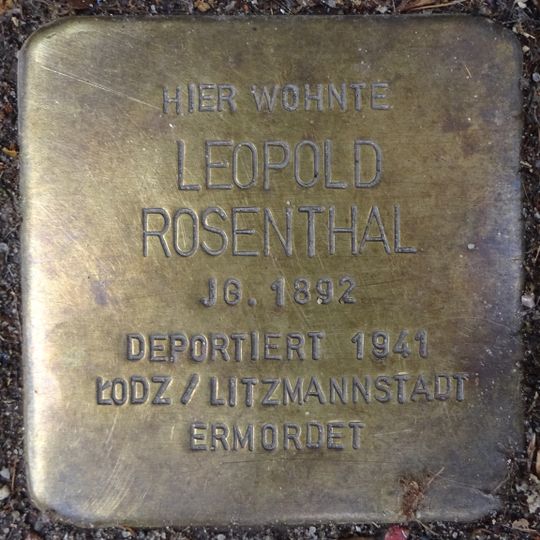 HIER WOHNTE
LEOPOLD
ROSENTHAL
JG. 1892
DEPORTIERT 1941
ŁODZ / LITZMANNSTADT
ERMORDET